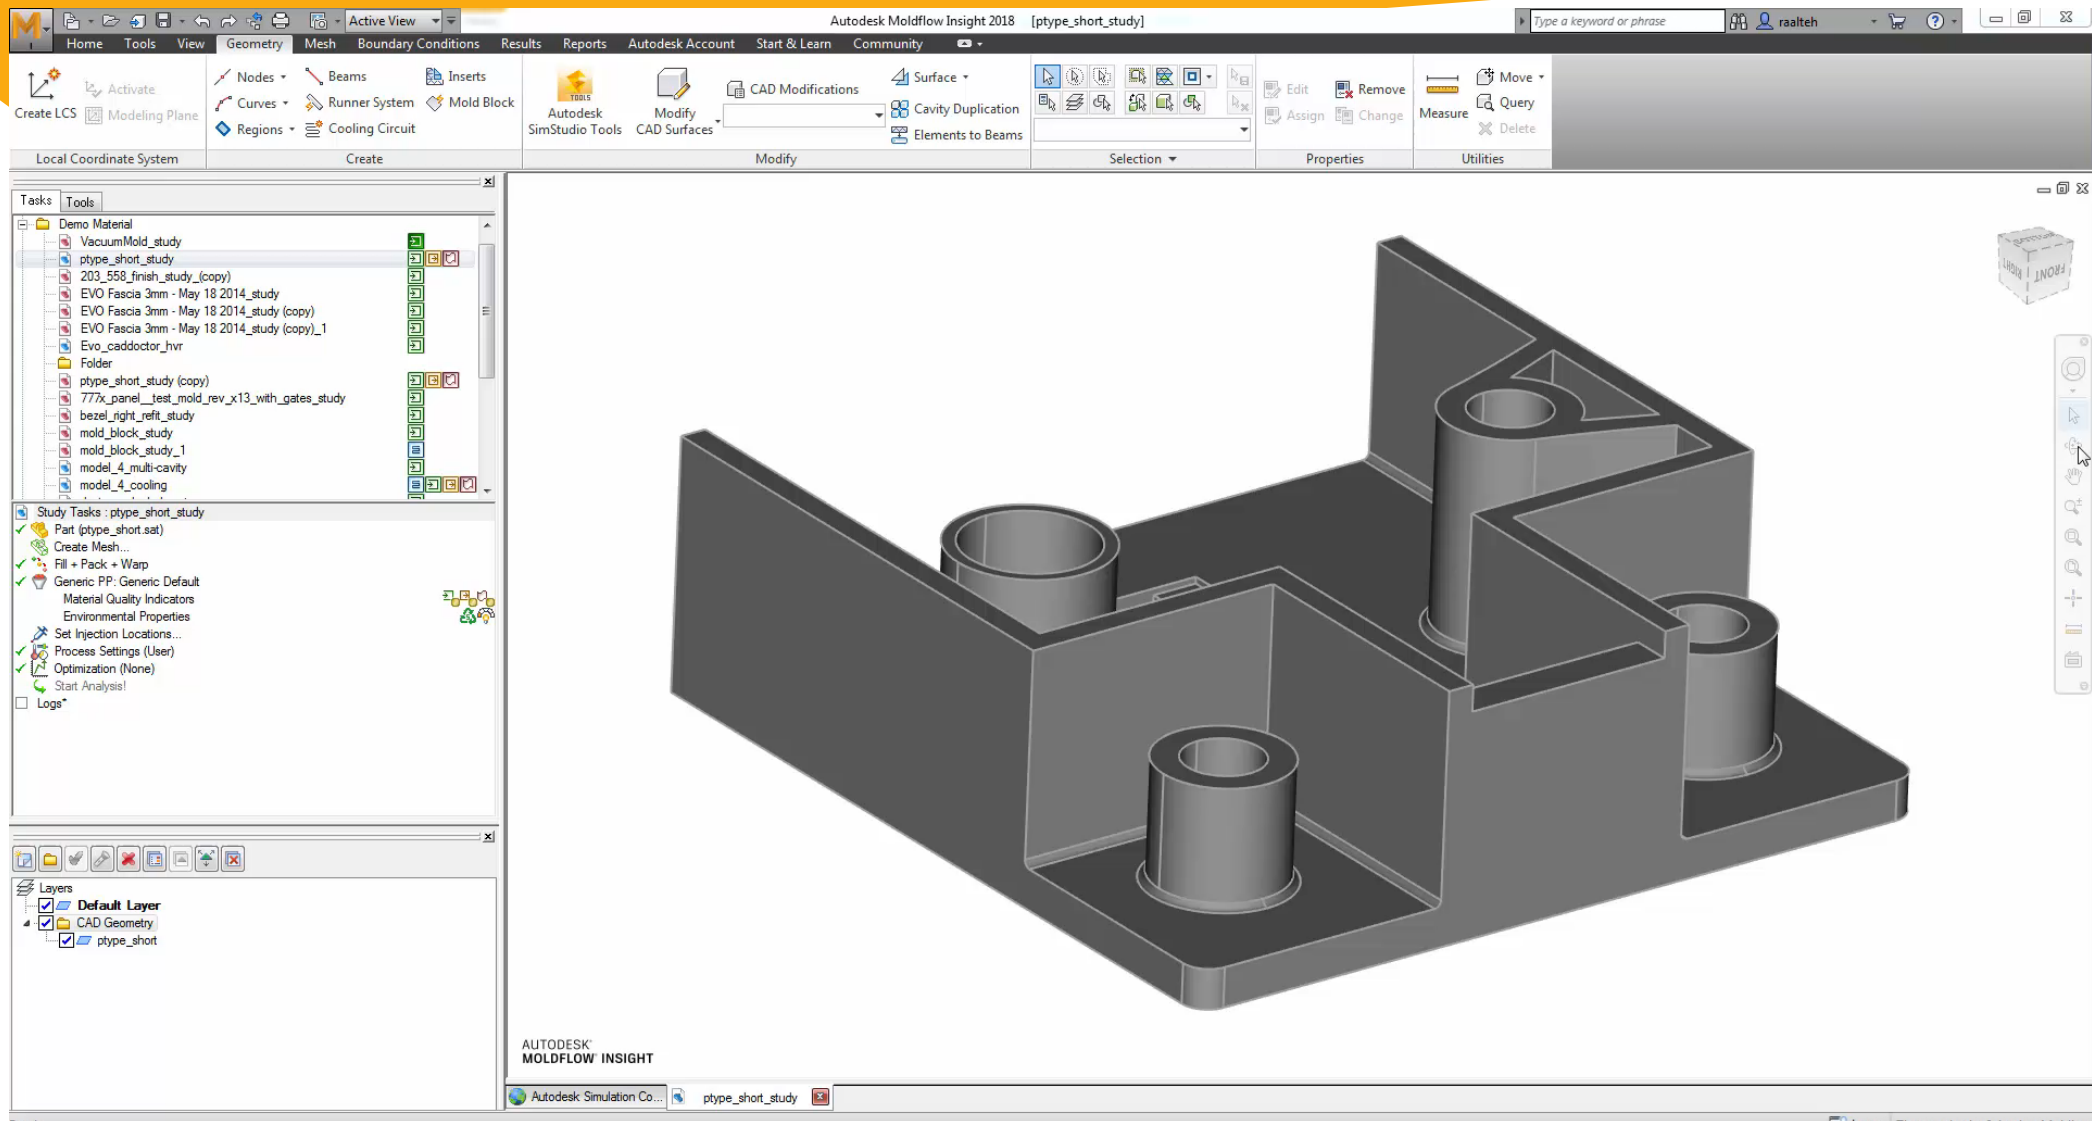 Active View
Autodesk Moldflow Insight 2018 [ptype_short_study]
Type a keyword or phrase
raalteh
Home Tools View Geometry Mesh Boundary Conditions Results Reports Autodesk Account Start & Learn Community
Create LCS
Activate
Modeling Plane
Local Coordinate System
Nodes
Beams
Inserts
Curves
Runner System
Mold Block
Regions
Cooling Circuit
Create
TOOLS
Autodesk
SimStudio Tools
Modify
CAD Surfaces
CAD Modifications
Surface
Cavity Duplication
Elements to Beams
Modify
Selection
Edit
Remove
Assign
Change
Properties
Measure
Move
Query
Delete
Utilities
Tasks
Tools
Demo Material
VacuumMold_study
ptype_short_study
203_558_finish_study_(copy)
EVO Fascia 3mm - May 18 2014_study
EVO Fascia 3mm - May 18 2014_study (copy)
EVO Fascia 3mm - May 18 2014_study (copy)_1
Evo_caddoctor_hvr
Folder
ptype_short_study (copy)
777x_panel__test_mold_rev_x13_with_gates_study
bezel_right_refit_study
mold_block_study
mold_block_study_1
model_4_multi-cavity
model_4_cooling
Study Tasks : ptype_short_study
Part (ptype_short.sat)
Create Mesh...
Fill + Pack + Warp
Generic PP: Generic Default
Material Quality Indicators
Environmental Properties
Set Injection Locations...
Process Settings (User)
Optimization (None)
Start Analysis!
Logs*
Layers
Default Layer
CAD Geometry
ptype_short
RIGHT
FRONT
AUTODESK®
MOLDFLOW® INSIGHT
Autodesk Simulation Co...
ptype_short_study